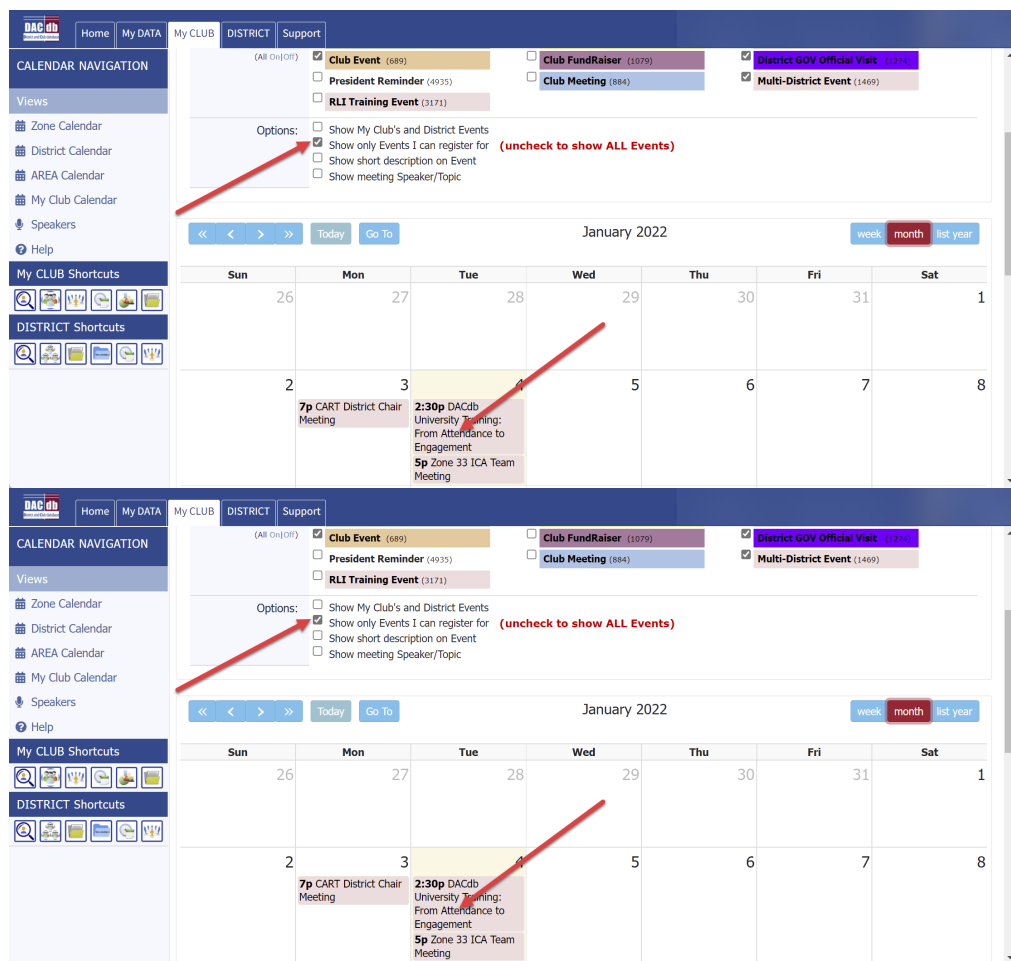 DACdb
Home My DATA My CLUB DISTRICT Support
CALENDAR NAVIGATION
Views
Zone Calendar
District Calendar
AREA Calendar
My Club Calendar
Speakers
Help
My CLUB Shortcuts
DISTRICT Shortcuts
(All On|Off)
Club Event (689) Club FundRaiser (1079) District GOV Official Visit (1274)
President Reminder (4935) Club Meeting (884) Multi-District Event (1469)
RLI Training Event (3171)
Options: Show My Club's and District Events
Show only Events I can register for (uncheck to show ALL Events)
Show short description on Event
Show meeting Speaker/Topic
« < > » Today Go To January 2022 week month list year
Sun Mon Tue Wed Thu Fri Sat
26 27 28 29 30 31 1
2 3 4 5 6 7 8
7p CART District Chair
Meeting
2:30p DACdb
University Training:
From Attendance to
Engagement
5p Zone 33 ICA Team
Meeting
DACdb
Home My DATA My CLUB DISTRICT Support
CALENDAR NAVIGATION
Views
Zone Calendar
District Calendar
AREA Calendar
My Club Calendar
Speakers
Help
My CLUB Shortcuts
DISTRICT Shortcuts
(All On|Off)
Club Event (689) Club FundRaiser (1079) District GOV Official Visit (1274)
President Reminder (4935) Club Meeting (884) Multi-District Event (1469)
RLI Training Event (3171)
Options: Show My Club's and District Events
Show only Events I can register for (uncheck to show ALL Events)
Show short description on Event
Show meeting Speaker/Topic
« < > » Today Go To January 2022 week month list year
Sun Mon Tue Wed Thu Fri Sat
26 27 28 29 30 31 1
2 3 4 5 6 7 8
7p CART District Chair
Meeting
2:30p DACdb
University Training:
From Attendance to
Engagement
5p Zone 33 ICA Team
Meeting